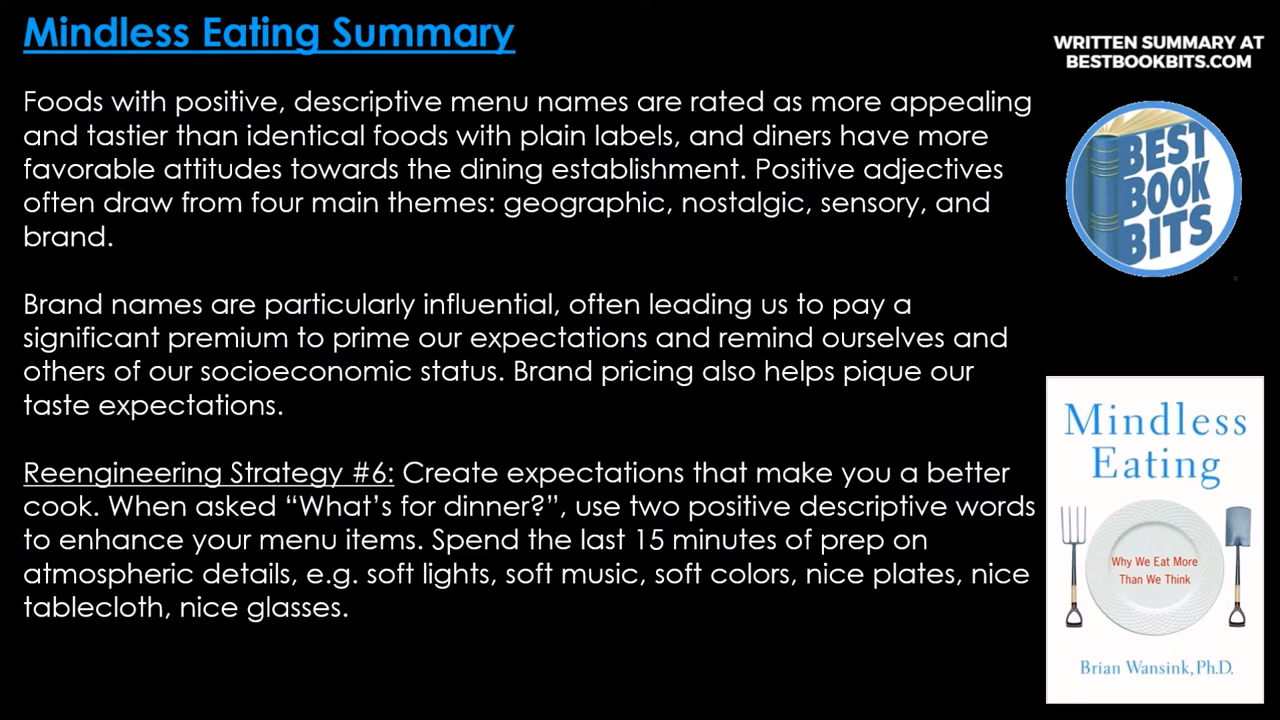 Mindless Eating Summary
WRITTEN SUMMARY AT
BESTBOOKBITS.COM
Foods with positive, descriptive menu names are rated as more appealing
and tastier than identical foods with plain labels, and diners have more
favorable attitudes towards the dining establishment. Positive adjectives
often draw from four main themes: geographic, nostalgic, sensory, and
brand.
Brand names are particularly influential, often leading us to pay a
significant premium to prime our expectations and remind ourselves and
others of our socioeconomic status. Brand pricing also helps pique our
taste expectations.
Reengineering Strategy #6: Create expectations that make you a better
cook. When asked “What’s for dinner?”, use two positive descriptive words
to enhance your menu items. Spend the last 15 minutes of prep on
atmospheric details, e.g. soft lights, soft music, soft colors, nice plates, nice
tablecloth, nice glasses.
BEST
BOOK
BITS
Mindless
Eating
Why We Eat More
Than We Think
Brian Wansink, Ph.D.